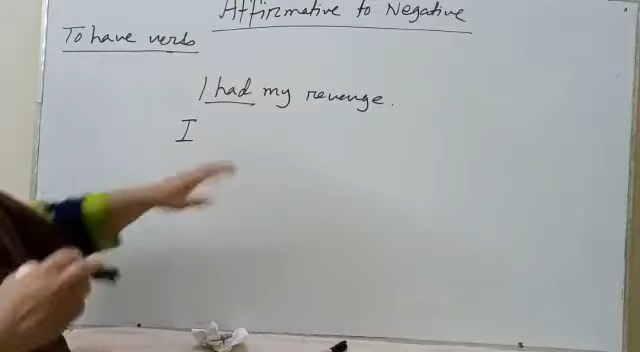 Affirmative to Negative
To have verbs
I had my revenge.
I